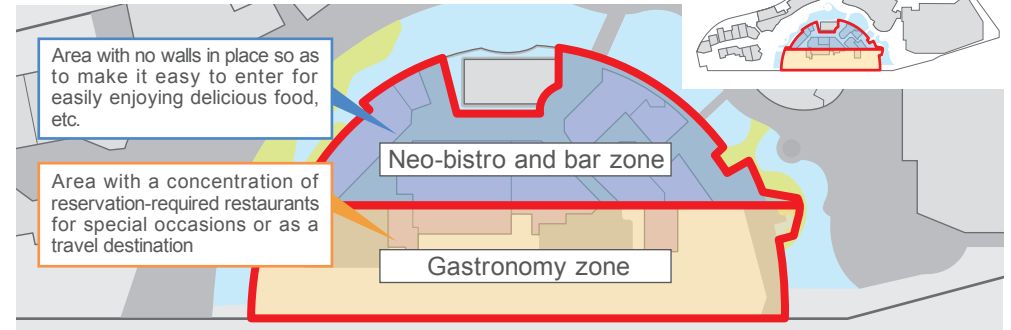 Area with no walls in place so as
to make it easy to enter for
easily enjoying delicious food,
etc.
Neo-bistro and bar zone
Area with a concentration of
reservation-required restaurants
for special occasions or as a
travel destination
Gastronomy zone